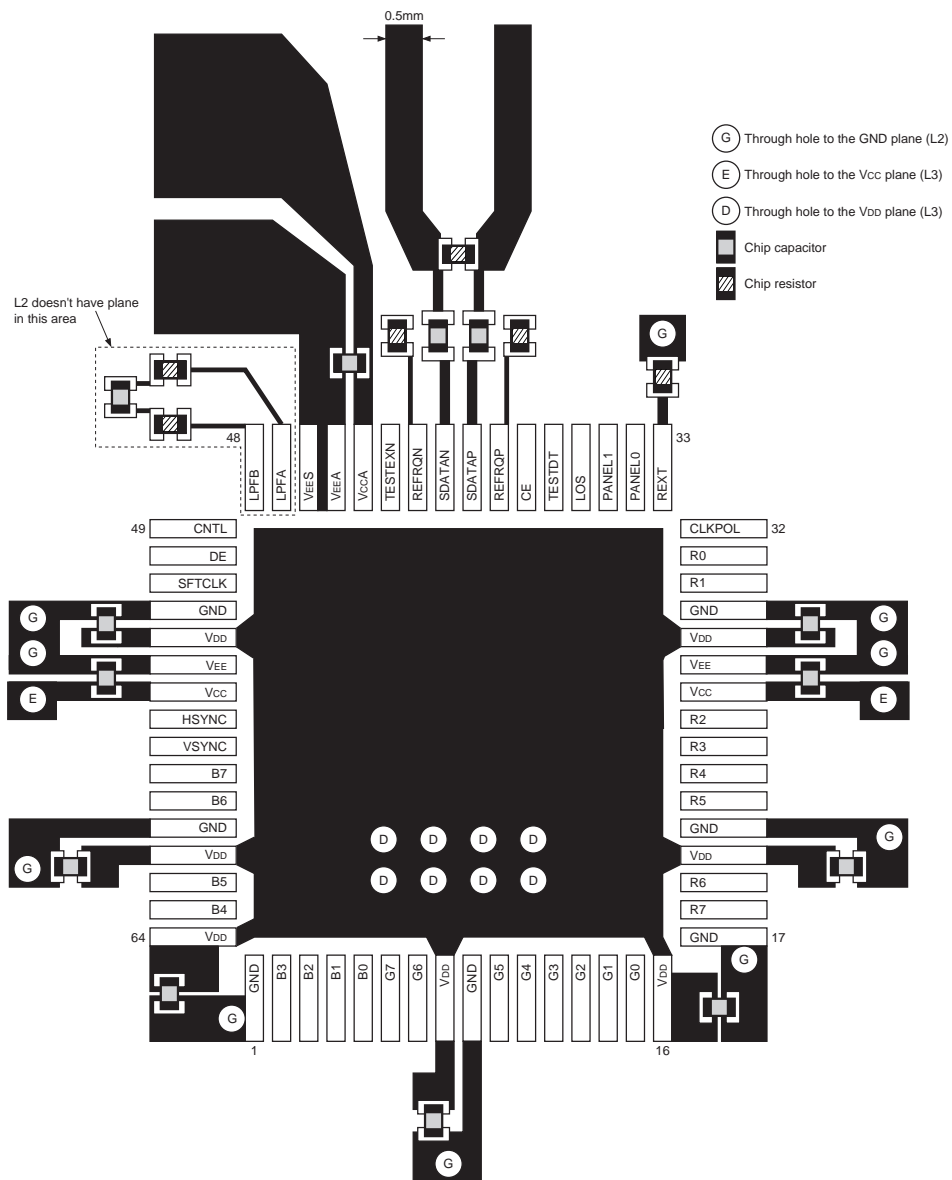 0.5mm
G Through hole to the GND plane (L2)
E Through hole to the VCC plane (L3)
D Through hole to the VDD plane (L3)
Chip capacitor
Chip resistor
L2 doesn't have plane
in this area
G
48
33
LPFB
LPFA
VEES
VEEA
VCCA
TESTEXN
REFRQN
SDATAN
SDATAP
REFRQP
CE
TESTDT
LOS
PANEL1
PANEL0
REXT
49 CNTL
DE
SFTCLK
GND
VDD
VEE
VCC
HSYNC
VSYNC
B7
B6
GND
VDD
B5
B4
64 VDD
G
G
E
G
CLKPOL 32
R0
R1
GND
VDD
VEE
VCC
R2
R3
R4
R5
GND
VDD
R6
R7
GND 17
G
G
E
G
G
D D D D
D D D D
G
GND
B3
B2
B1
B0
G7
G6
VDD
GND
G5
G4
G3
G2
G1
G0
VDD
1
16
G